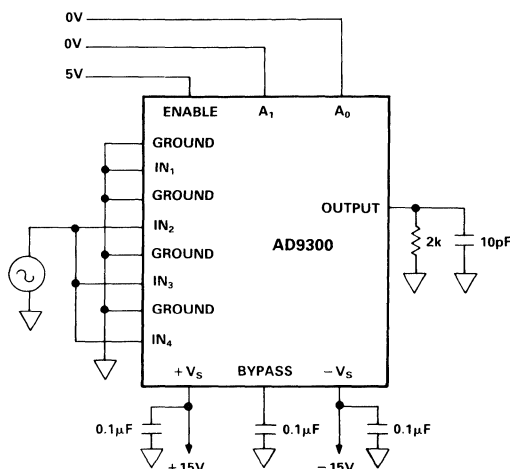 0V
0V
5V
ENABLE A1 A0
GROUND
IN1
GROUND
IN2
GROUND
IN3
GROUND
IN4
OUTPUT
AD9300
2k
10pF
+VS BYPASS −VS
0.1μF
0.1μF
0.1μF
+15V
−15V